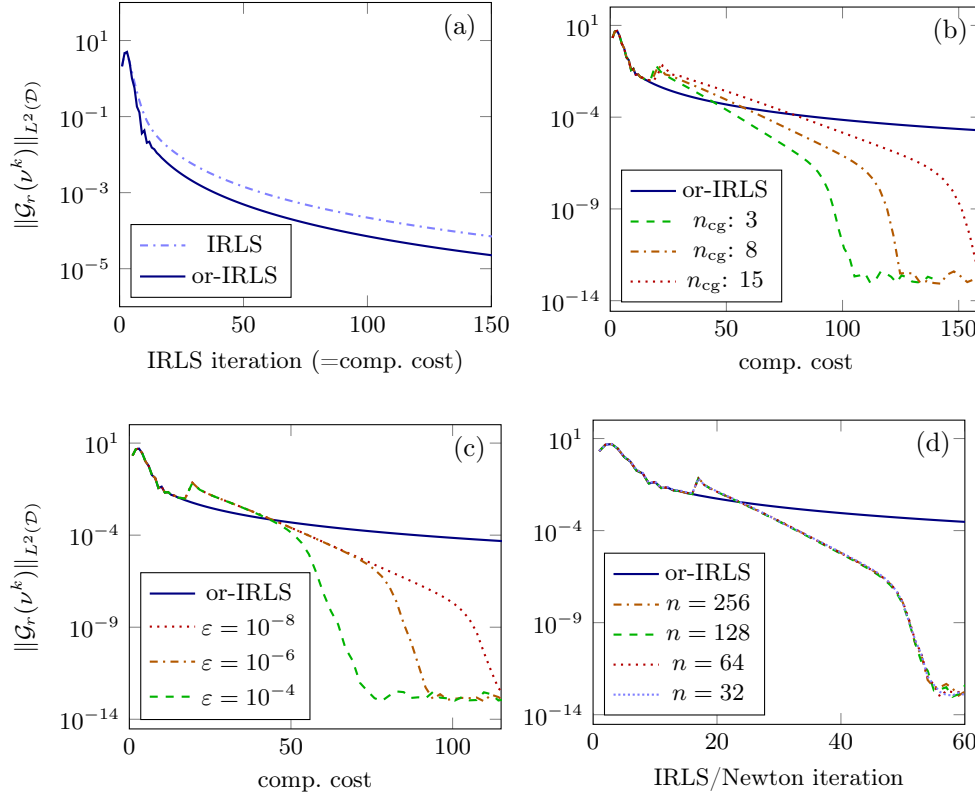 (a)
10^1
10^{-1}
10^{-3}
10^{-5}
||G_r(ν^k)||_{L^2(D)}
IRLS
or-IRLS
0
50
100
150
IRLS iteration (=comp. cost)
(b)
10^1
10^{-4}
10^{-9}
10^{-14}
or-IRLS
n_cg: 3
n_cg: 8
n_cg: 15
0
50
100
150
comp. cost
(c)
10^1
10^{-4}
10^{-9}
10^{-14}
||G_r(ν^k)||_{L^2(D)}
or-IRLS
ε = 10^{-8}
ε = 10^{-6}
ε = 10^{-4}
0
50
100
comp. cost
(d)
10^1
10^{-4}
10^{-9}
10^{-14}
or-IRLS
n = 256
n = 128
n = 64
n = 32
0
20
40
60
IRLS/Newton iteration